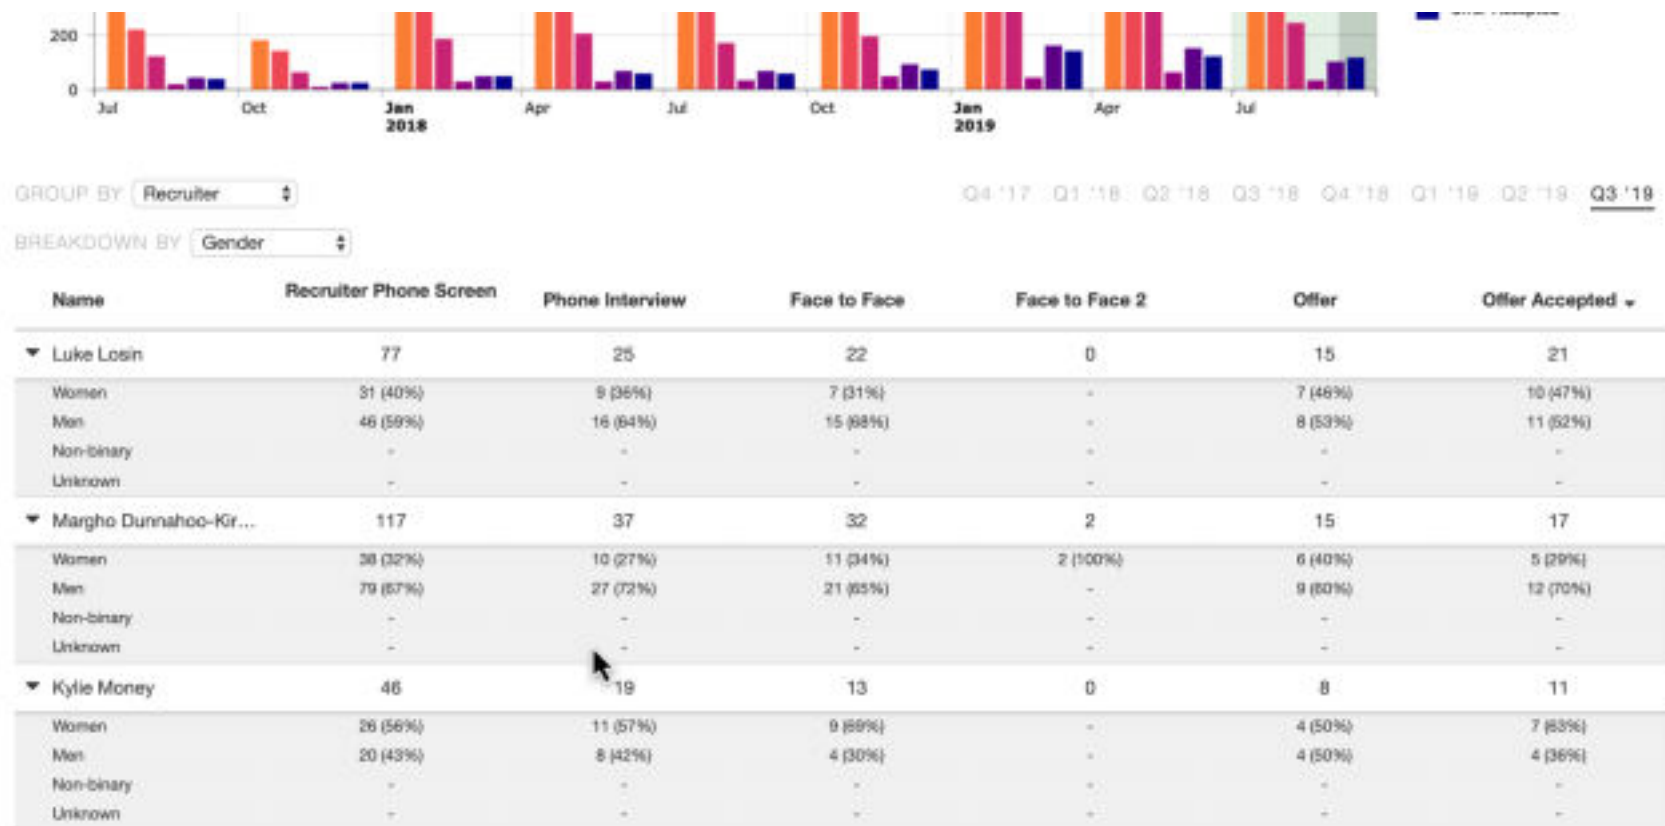 200
0
Jul Oct Jan Apr Jul Oct Jan Apr Jul
2018 2019
GROUP BY Recruiter Q4 '17 Q1 '18 Q2 '18 Q3 '18 Q4 '18 Q1 '19 Q2 '19 Q3 '19
BREAKDOWN BY Gender
Name Recruiter Phone Screen Phone Interview Face to Face Face to Face 2 Offer Offer Accepted
Luke Losin 77 25 22 0 15 21
Women 31 (40%) 9 (36%) 7 (31%) - 7 (46%) 10 (47%)
Men 46 (59%) 16 (64%) 15 (68%) - 8 (53%) 11 (52%)
Non-binary - - - - - -
Unknown - - - - - -
Margho Dunnahoo-Kir... 117 37 32 2 15 17
Women 38 (32%) 10 (27%) 11 (34%) 2 (100%) 6 (40%) 5 (29%)
Men 79 (67%) 27 (72%) 21 (65%) - 9 (60%) 12 (70%)
Non-binary - - - - - -
Unknown - - - - - -
Kylie Money 46 19 13 0 8 11
Women 26 (56%) 11 (57%) 9 (69%) - 4 (50%) 7 (63%)
Men 20 (43%) 8 (42%) 4 (30%) - 4 (50%) 4 (36%)
Non-binary - - - - - -
Unknown - - - - - -